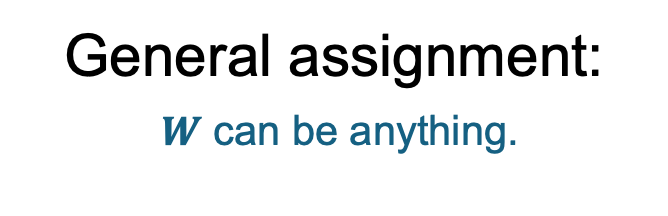 General assignment:
W can be anything.